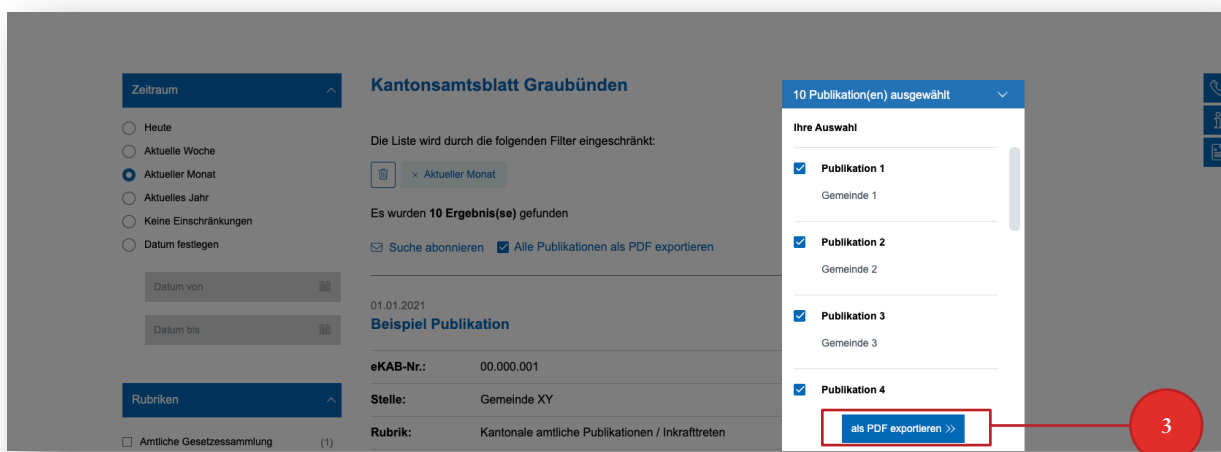 Zeitraum
Heute
Aktuelle Woche
Aktueller Monat
Aktuelles Jahr
Keine Einschränkungen
Datum festlegen
Datum von
Datum bis
Rubriken
Amtliche Gesetzessammlung (1)
Kantonsamtsblatt Graubünden
Die Liste wird durch die folgenden Filter eingeschränkt:
× Aktueller Monat
Es wurden 10 Ergebnis(se) gefunden
Suche abonnieren Alle Publikationen als PDF exportieren
01.01.2021
Beispiel Publikation
eKAB-Nr.: 00.000.001
Stelle: Gemeinde XY
Rubrik: Kantonale amtliche Publikationen / Inkrafttreten
10 Publikation(en) ausgewählt
Ihre Auswahl
Publikation 1
Gemeinde 1
Publikation 2
Gemeinde 2
Publikation 3
Gemeinde 3
Publikation 4
als PDF exportieren >>
3